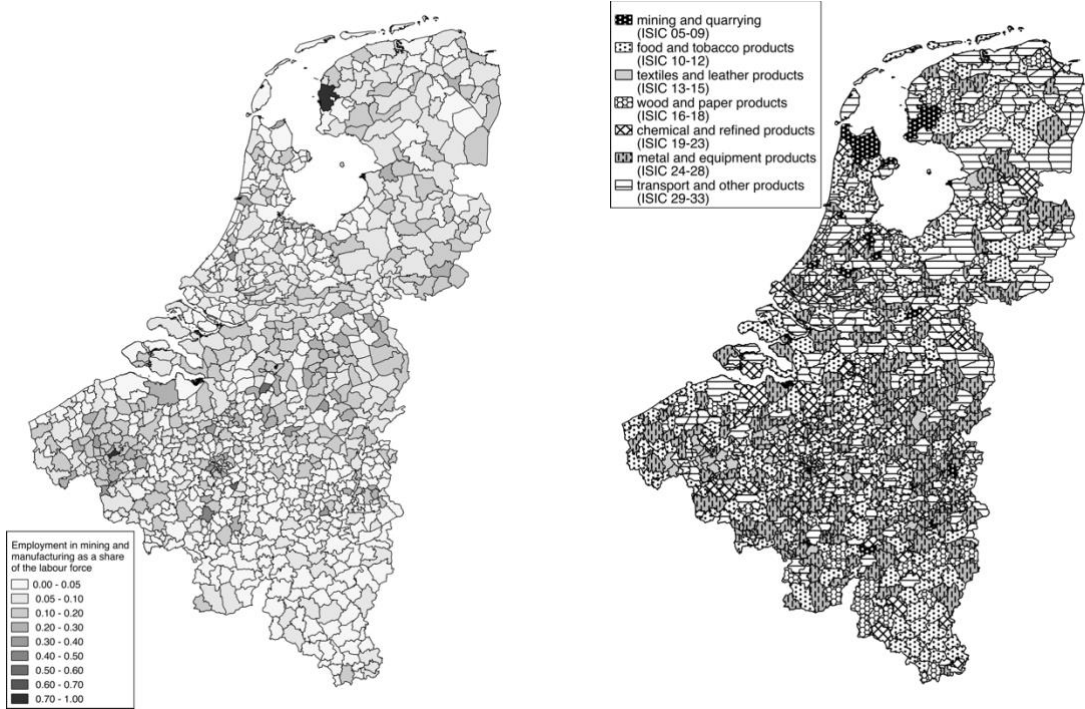 Employment in mining and
manufacturing as a share
of the labour force
0.00 - 0.05
0.05 - 0.10
0.10 - 0.20
0.20 - 0.30
0.30 - 0.40
0.40 - 0.50
0.50 - 0.60
0.60 - 0.70
0.70 - 1.00
mining and quarrying
(ISIC 05-09)
food and tobacco products
(ISIC 10-12)
textiles and leather products
(ISIC 13-15)
wood and paper products
(ISIC 16-18)
chemical and refined products
(ISIC 19-23)
metal and equipment products
(ISIC 24-28)
transport and other products
(ISIC 29-33)